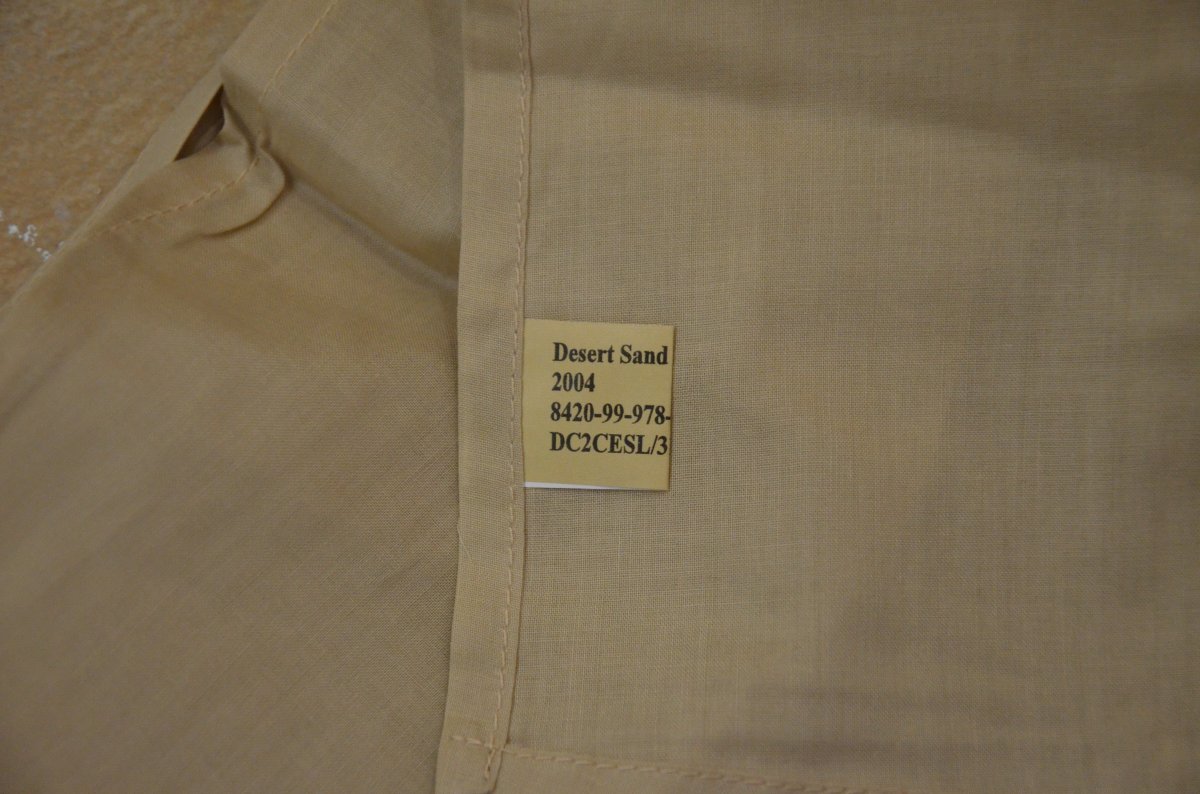 Desert Sand
2004
8420-99-978-
DC2CESL/3